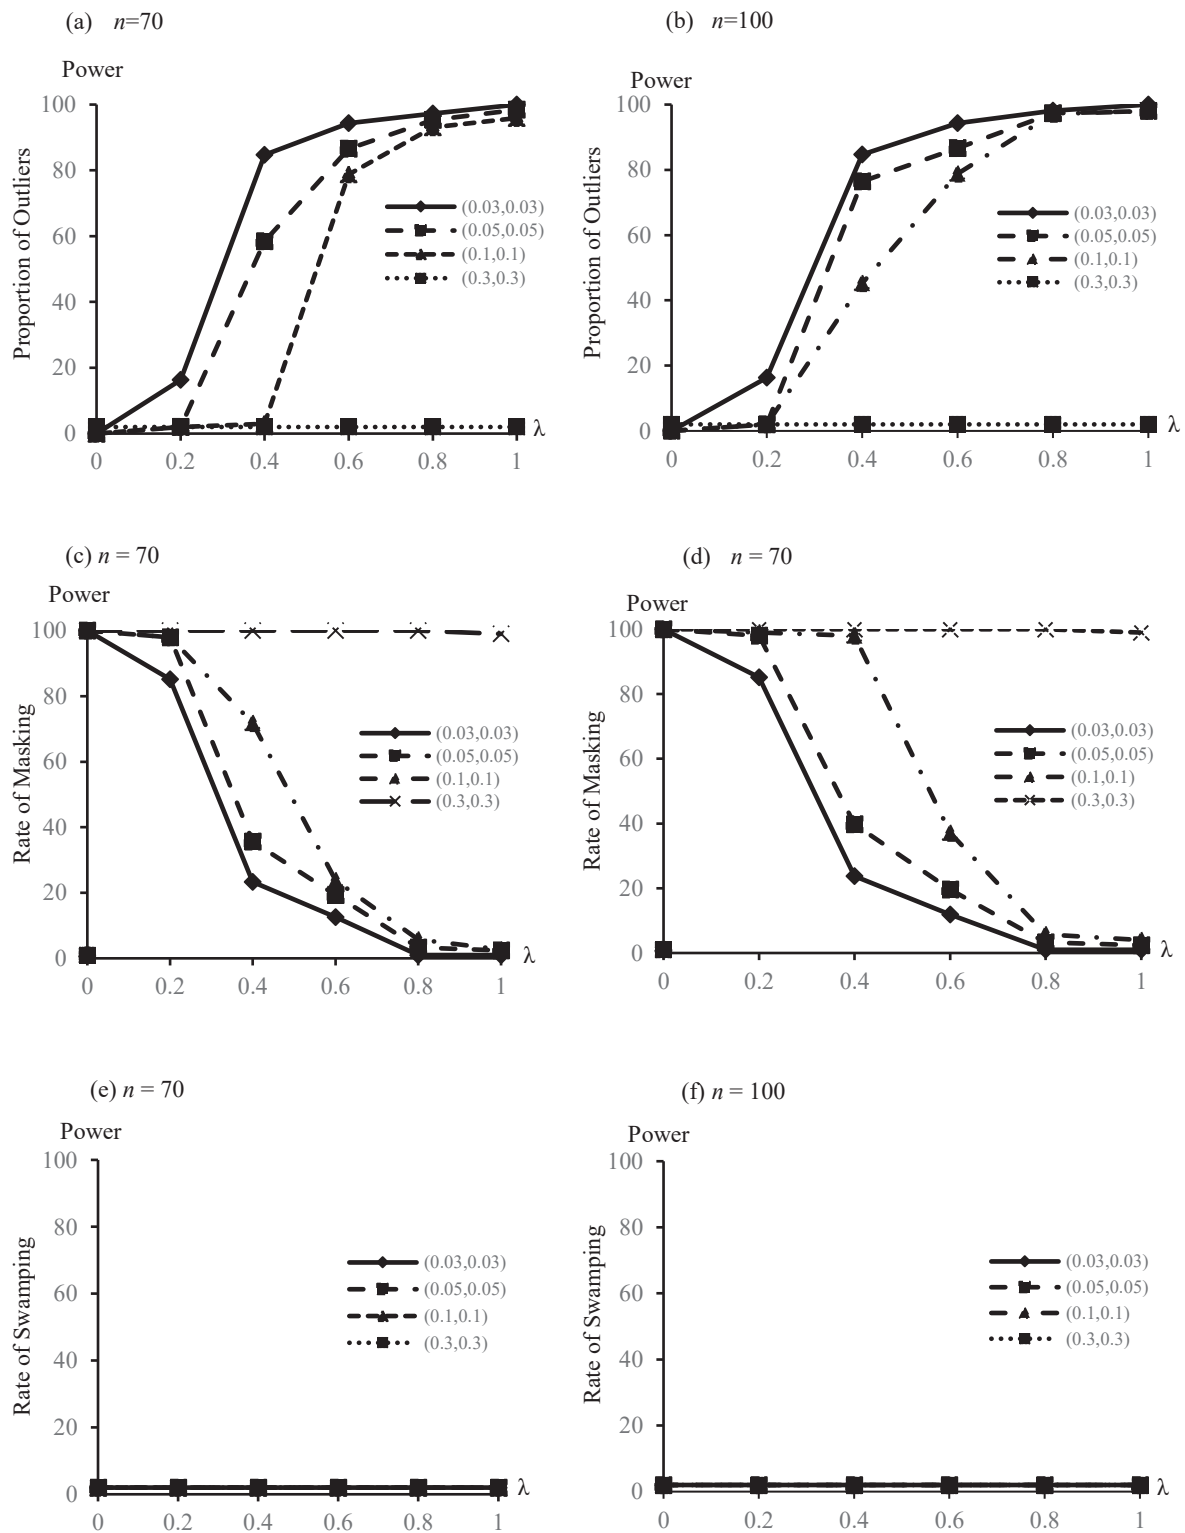 (a) n=70
Power
Proportion of Outliers
100
80
60
40
20
0
0 0.2 0.4 0.6 0.8 1
λ
(0.03,0.03)
(0.05,0.05)
(0.1,0.1)
(0.3,0.3)
(b) n=100
Power
Proportion of Outliers
100
80
60
40
20
0
0 0.2 0.4 0.6 0.8 1
λ
(0.03,0.03)
(0.05,0.05)
(0.1,0.1)
(0.3,0.3)
(c) n = 70
Power
Rate of Masking
100
80
60
40
20
0
0 0.2 0.4 0.6 0.8 1
λ
(0.03,0.03)
(0.05,0.05)
(0.1,0.1)
(0.3,0.3)
(d) n = 70
Power
Rate of Masking
100
80
60
40
20
0
0 0.2 0.4 0.6 0.8 1
λ
(0.03,0.03)
(0.05,0.05)
(0.1,0.1)
(0.3,0.3)
(e) n = 70
Power
Rate of Swamping
100
80
60
40
20
0
0 0.2 0.4 0.6 0.8 1
λ
(0.03,0.03)
(0.05,0.05)
(0.1,0.1)
(0.3,0.3)
(f) n = 100
Power
Rate of Swamping
100
80
60
40
20
0
0 0.2 0.4 0.6 0.8 1
λ
(0.03,0.03)
(0.05,0.05)
(0.1,0.1)
(0.3,0.3)